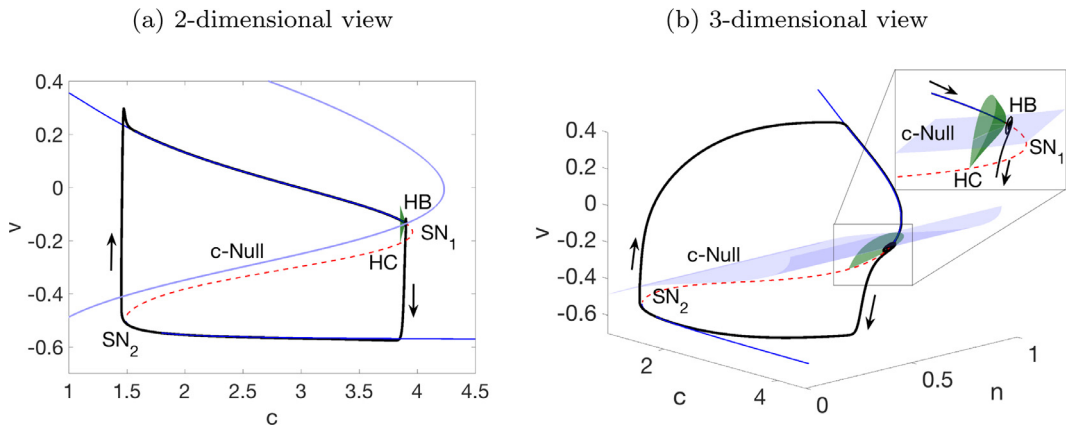 (a) 2-dimensional view
0.4
0.2
0
-0.2
-0.4
-0.6
v
1
1.5
2
2.5
3
3.5
4
4.5
c
c-Null
HB
SN1
HC
SN2
(b) 3-dimensional view
0.4
0.2
0
-0.2
-0.4
-0.6
v
2
4
c
0
0.5
1
n
c-Null
SN2
c-Null
HB
SN1
HC